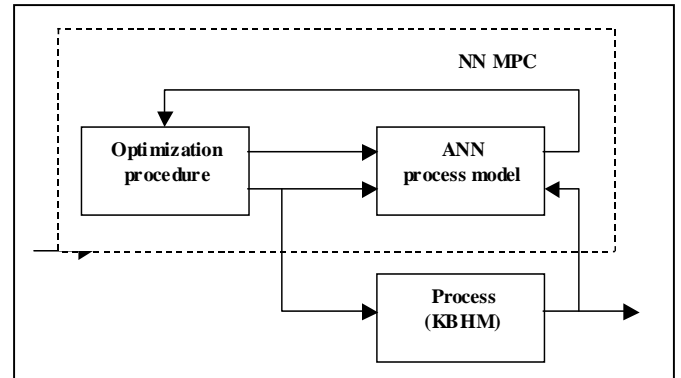 NN MPC
Optimization
procedure
ANN
process model
Process
(KBHM)